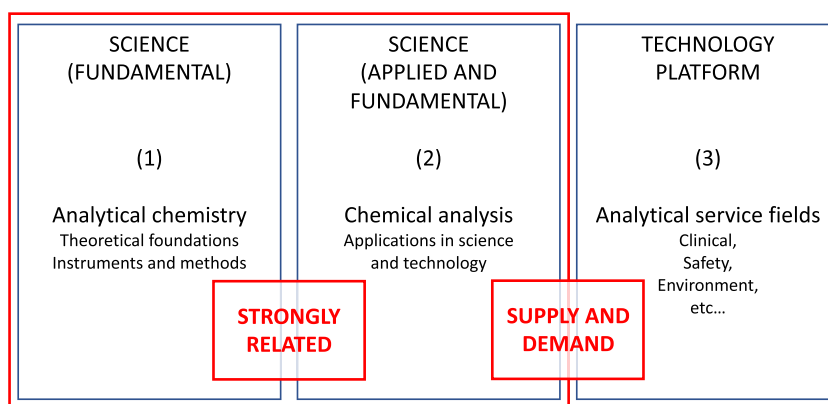 SCIENCE
(FUNDAMENTAL)
(1)
Analytical chemistry
Theoretical foundations
Instruments and methods
SCIENCE
(APPLIED AND
FUNDAMENTAL)
(2)
Chemical analysis
Applications in science
and technology
TECHNOLOGY
PLATFORM
(3)
Analytical service fields
Clinical,
Safety,
Environment,
etc...
STRONGLY
RELATED
SUPPLY AND
DEMAND